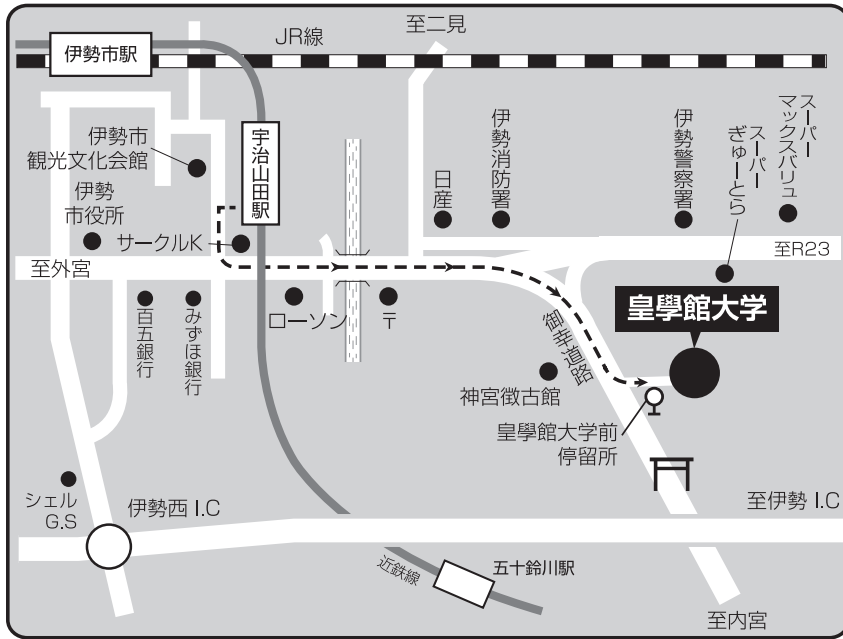 至二見
JR線
伊勢市駅
伊勢市
観光文化会館
宇治山田駅
伊勢
市役所
サークルK
日産
伊勢消防署
伊勢警察署
スーパー
ぎゅーとら
スーパー
マックスバリュ
至外宮
至R23
百五銀行
みずほ銀行
ローソン
〒
御幸道路
皇學館大学
神宮徴古館
皇學館大学前
停留所
シェル
G.S
伊勢西 I.C
至伊勢 I.C
近鉄線
五十鈴川駅
至内宮